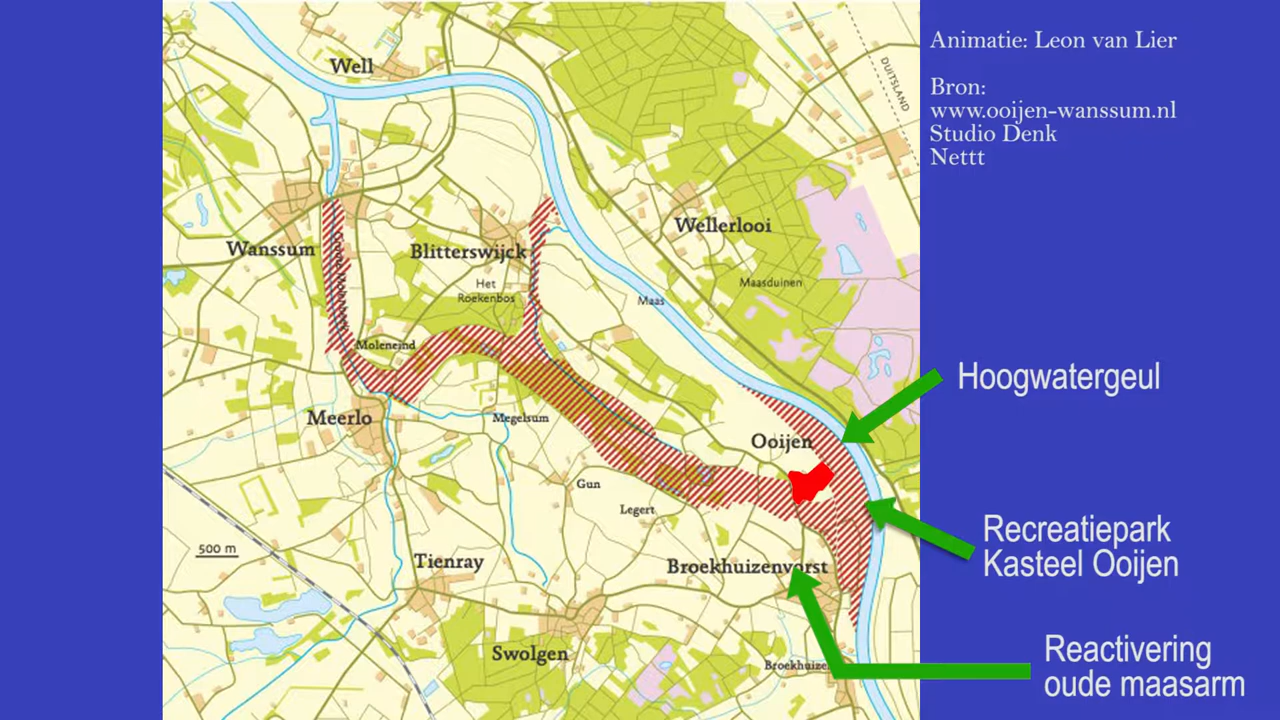 Animatie: Leon van Lier
Bron:
www.ooijen-wanssum.nl
Studio Denk
Nettt
Well
DUITSLAND
Wanssum
Blitterswijck
Wellerlooi
Het
Roekenbos
Maas
Maasduinen
Moleneind
Hoogwatergeul
Meerlo
Megelsum
Ooijen
Gun
Legert
500 m
Tienray
Broekhuizenvorst
Recreatiepark
Kasteel Ooijen
Swolgen
Reactivering
oude maasarm